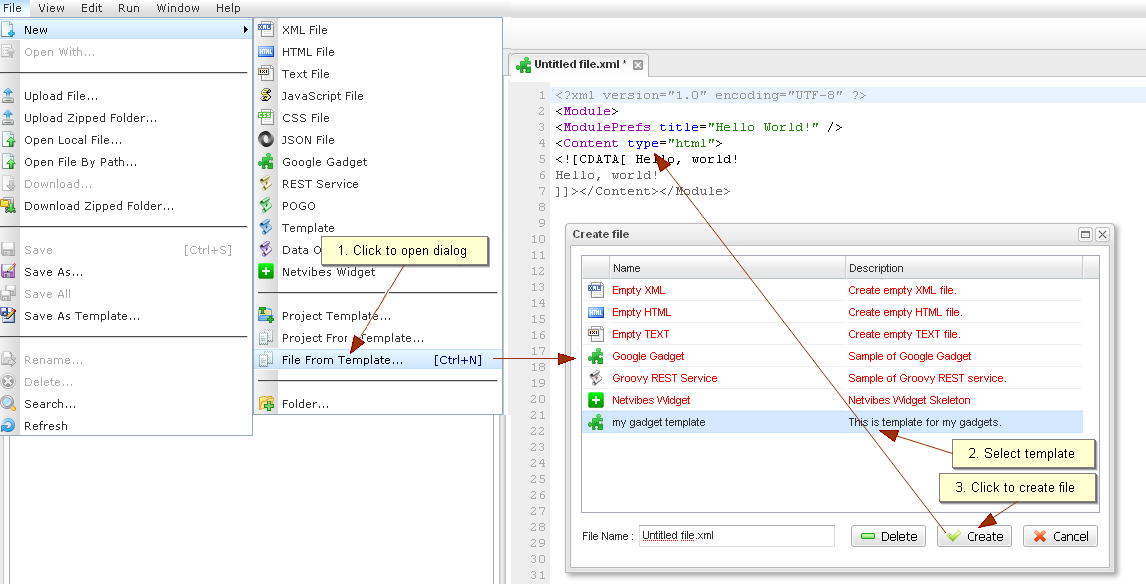 File View Edit Run Window Help
New
Open With...
Upload File...
Upload Zipped Folder...
Open Local File...
Open File By Path...
Download...
Download Zipped Folder...
Save [Ctrl+S]
Save As...
Save All
Save As Template...
Rename...
Delete...
Search...
Refresh
XML File
HTML File
Text File
JavaScript File
CSS File
JSON File
Google Gadget
REST Service
POGO
Template
Data O
Netvibes Widget
Project Template...
Project From Template...
File From Template... [Ctrl+N]
Folder...
1. Click to open dialog
Untitled file.xml *
1 <?xml version="1.0" encoding="UTF-8" ?>
2 <Module>
3 <ModulePrefs title="Hello World!" />
4 <Content type="html">
5 <![CDATA[ Hello, world!
6 Hello, world!
7 ]]></Content></Module>
8
9
10
11
12
13
14
15
16
17
18
19
20
21
22
23
24
25
26
27
28
29
30
31
Create file
Name Description
Empty XML Create empty XML file.
Empty HTML Create empty HTML file.
Empty TEXT Create empty TEXT file.
Google Gadget Sample of Google Gadget
Groovy REST Service Sample of Groovy REST service.
Netvibes Widget Netvibes Widget Skeleton
my gadget template This is template for my gadgets.
2. Select template
3. Click to create file
File Name : Untitled file.xml Delete Create Cancel